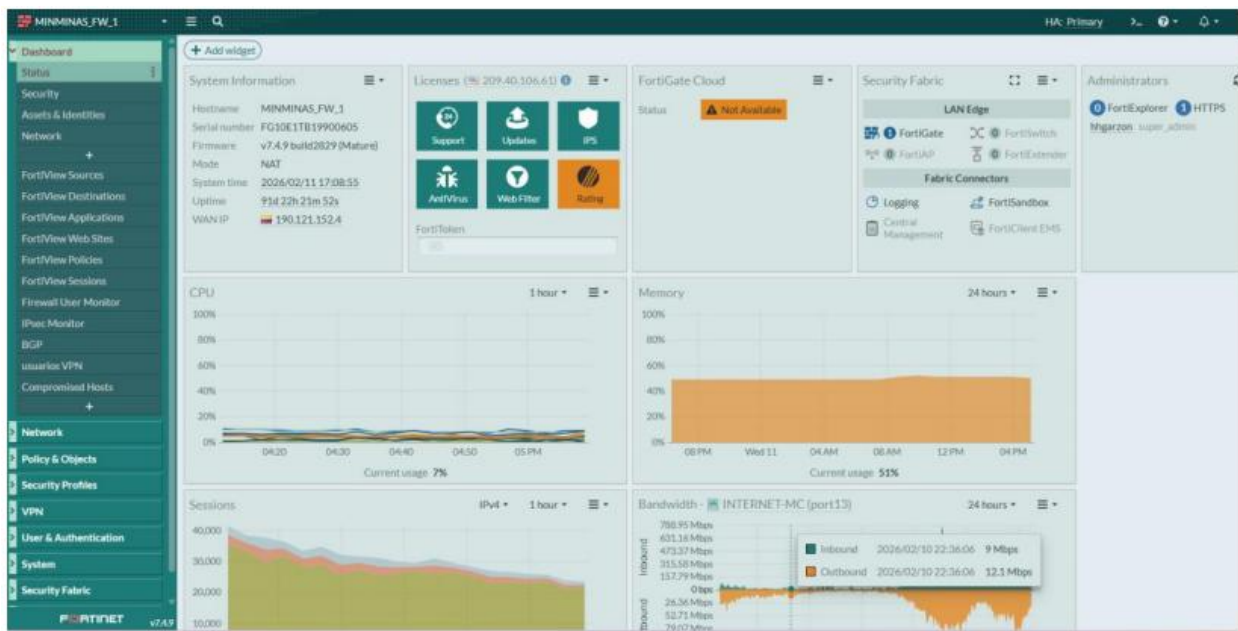 MINMINAS_FW_1
HA: Primary
>_
Dashboard
Status
Security
Assets & Identities
Network
+
FortiView Sources
FortiView Destinations
FortiView Applications
FortiView Web Sites
FortiView Policies
FortiView Sessions
Firewall User Monitor
IPsec Monitor
BGP
usuarios VPN
Compromised Hosts
+
Network
Policy & Objects
Security Profiles
VPN
User & Authentication
System
Security Fabric
FORTINET
v7.4.9
+ Add widget
System Information
Hostname MINMINAS_FW_1
Serial number FG10E1TB19900605
Firmware v7.4.9 build2829 (Mature)
Mode NAT
System time 2026/02/11 17:08:55
Uptime 91d 22h 21m 52s
WAN IP 190.121.152.4
Licenses (209.40.106.61)
Support Updates IPS
AntiVirus Web Filter Rating
FortiToken
FortiGate Cloud
Status Not Available
Security Fabric
LAN Edge
1 FortiGate 0 FortiSwitch
0 FortiAP 0 FortiExtender
Fabric Connectors
Logging FortiSandbox
Central Management FortiClient EMS
Administrators
0 FortiExplorer 1 HTTPS
hhgarzon super_admin
CPU 1 hour
100%
80%
60%
40%
20%
0%
04:20 04:30 04:40 04:50 05 PM
Current usage 7%
Memory 24 hours
100%
80%
60%
40%
20%
0%
08 PM Wed 11 04 AM 08 AM 12 PM 04 PM
Current usage 51%
Sessions IPv4 1 hour
40,000
30,000
20,000
10,000
Bandwidth - INTERNET-MC (port13) 24 hours
Inbound
788.95 Mbps
631.16 Mbps
473.37 Mbps
315.58 Mbps
157.79 Mbps
0 bps
26.36 Mbps
52.71 Mbps
79.07 Mbps
Inbound 2026/02/10 22:36:06 9 Mbps
Outbound 2026/02/10 22:36:06 12.1 Mbps